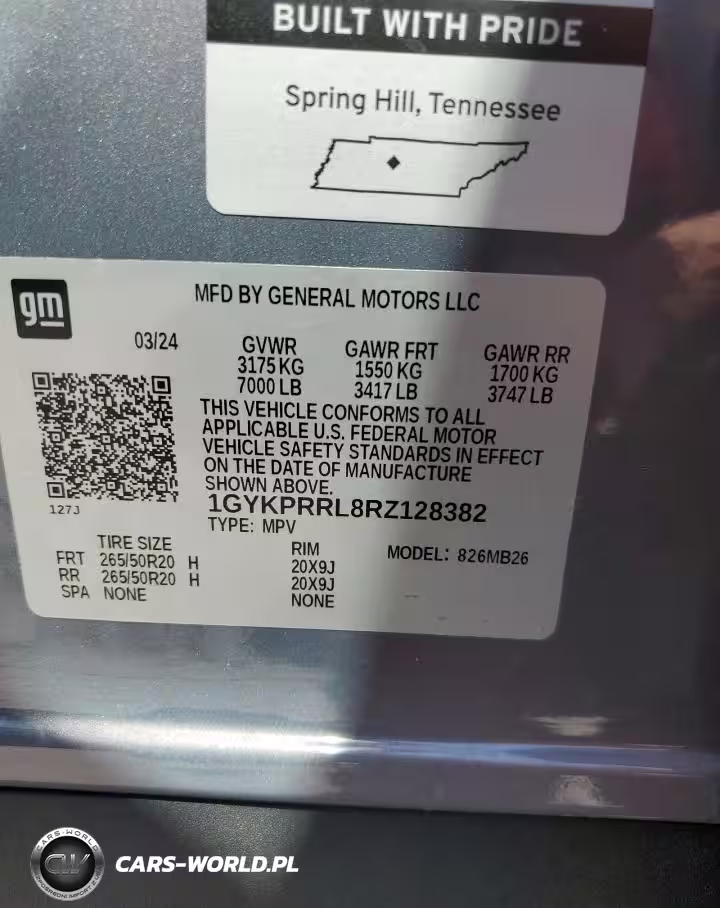 BUILT WITH PRIDE
Spring Hill, Tennessee
gm
MFD BY GENERAL MOTORS LLC
03/24 GVWR GAWR FRT GAWR RR
3175 KG 1550 KG 1700 KG
7000 LB 3417 LB 3747 LB
THIS VEHICLE CONFORMS TO ALL
APPLICABLE U.S. FEDERAL MOTOR
VEHICLE SAFETY STANDARDS IN EFFECT
ON THE DATE OF MANUFACTURE
SHOWN ABOVE.
127J
1GYKPRRL8RZ128382
TYPE: MPV
TIRE SIZE RIM MODEL: 826MB26
FRT 265/50R20 H 20X9J
RR 265/50R20 H 20X9J
SPA NONE NONE
CARS-WORLD
CW
CARS-WORLD.PL